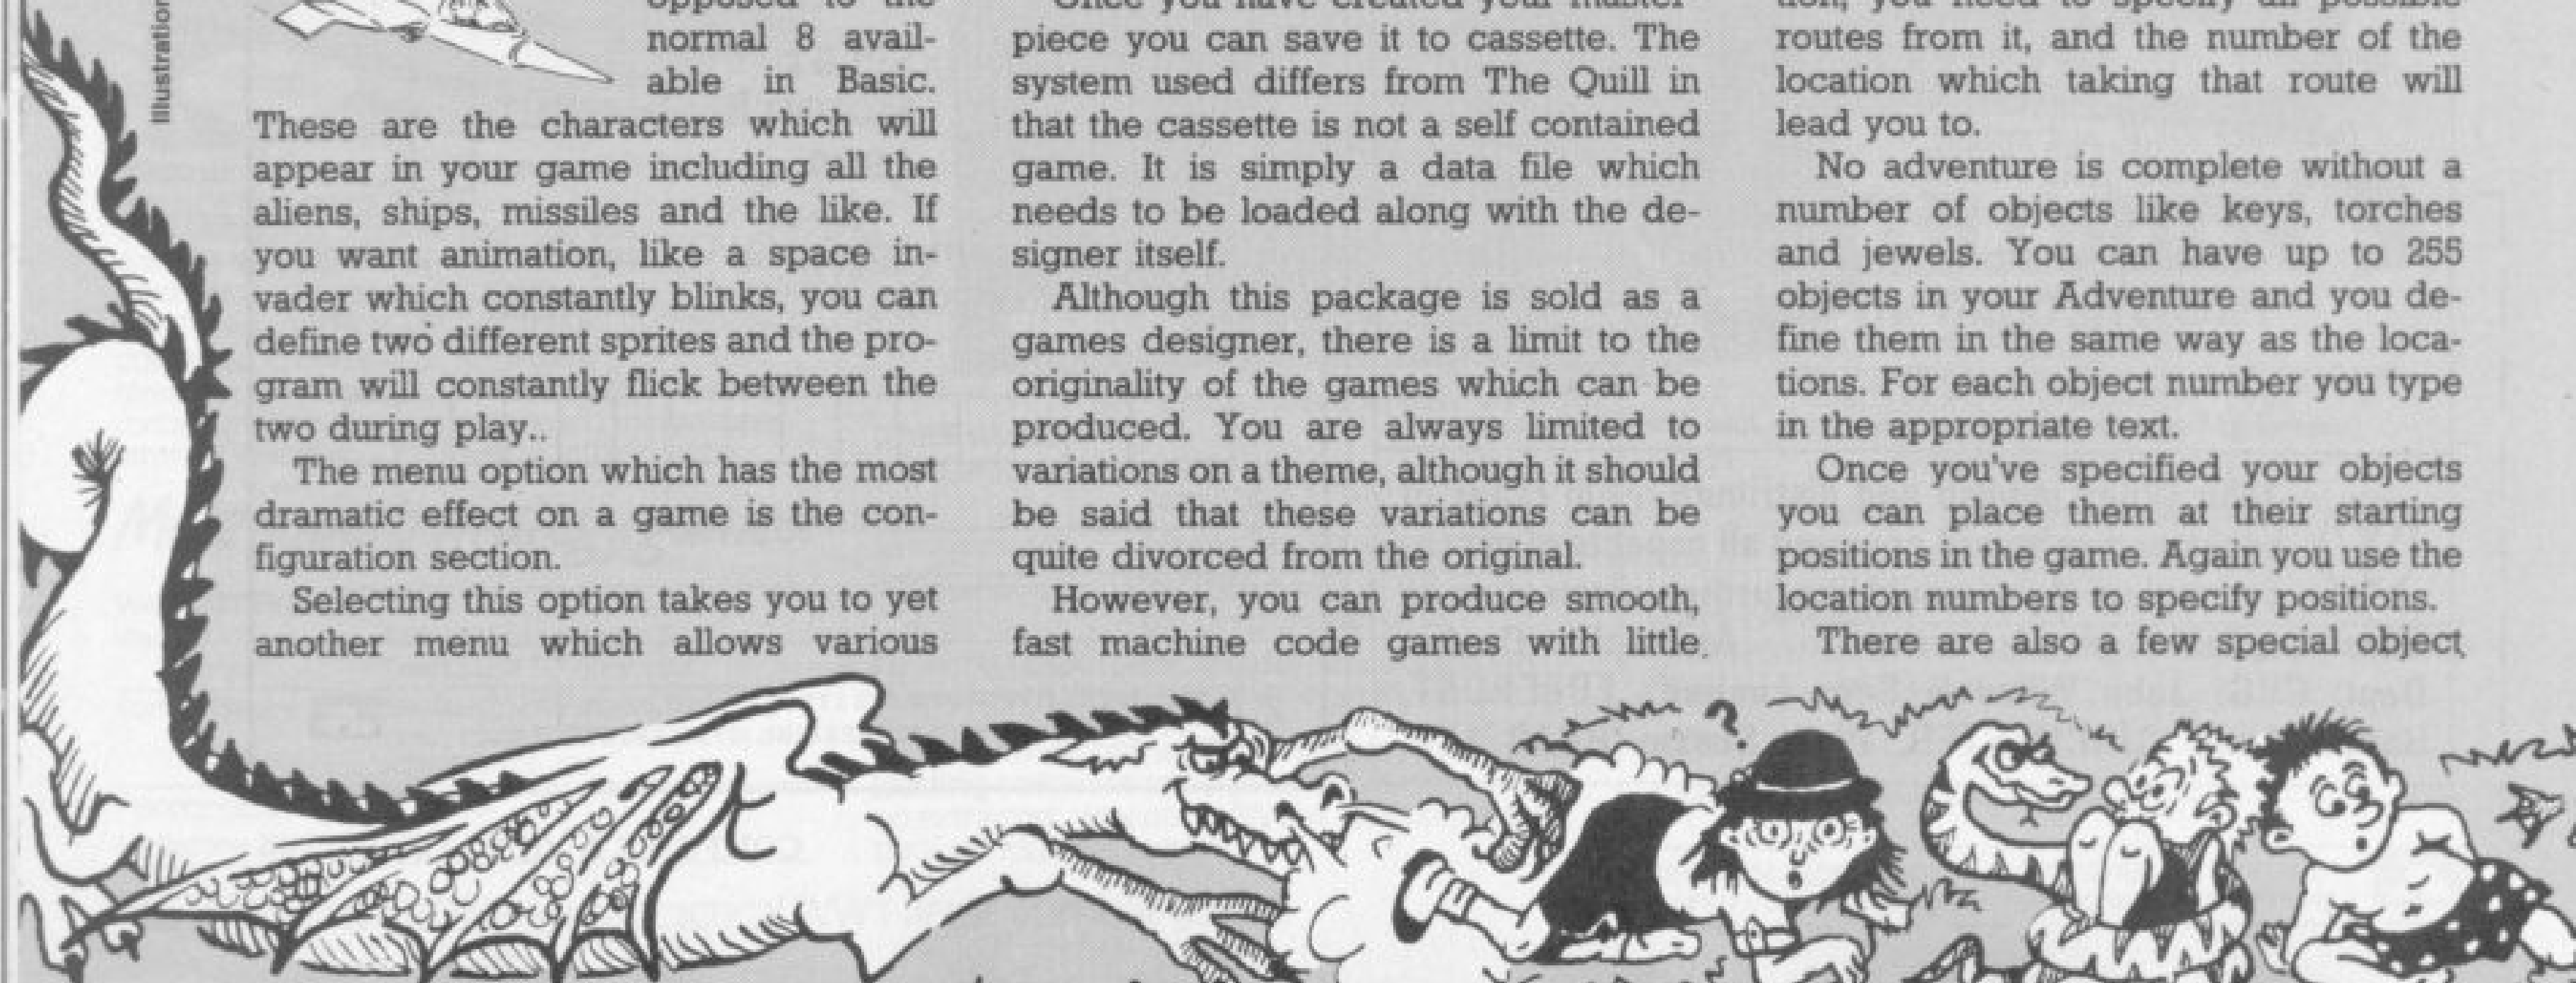 Illustration
opposed to the
normal 8 avail-
able in Basic.
These are the characters which will
appear in your game including all the
aliens, ships, missiles and the like. If
you want animation, like a space in-
vader which constantly blinks, you can
define two different sprites and the pro-
gram will constantly flick between the
two during play..
The menu option which has the most
dramatic effect on a game is the con-
figuration section.
Selecting this option takes you to yet
another menu which allows various
Once you have created your master-
piece you can save it to cassette. The
system used differs from The Quill in
that the cassette is not a self contained
game. It is simply a data file which
needs to be loaded along with the de-
signer itself.
Although this package is sold as a
games designer, there is a limit to the
originality of the games which can be
produced. You are always limited to
variations on a theme, although it should
be said that these variations can be
quite divorced from the original.
However, you can produce smooth,
fast machine code games with little
tion, you need to specify all possible
routes from it, and the number of the
location which taking that route will
lead you to.
No adventure is complete without a
number of objects like keys, torches
and jewels. You can have up to 255
objects in your Adventure and you de-
fine them in the same way as the loca-
tions. For each object number you type
in the appropriate text.
Once you've specified your objects
you can place them at their starting
positions in the game. Again you use the
location numbers to specify positions.
There are also a few special object
?